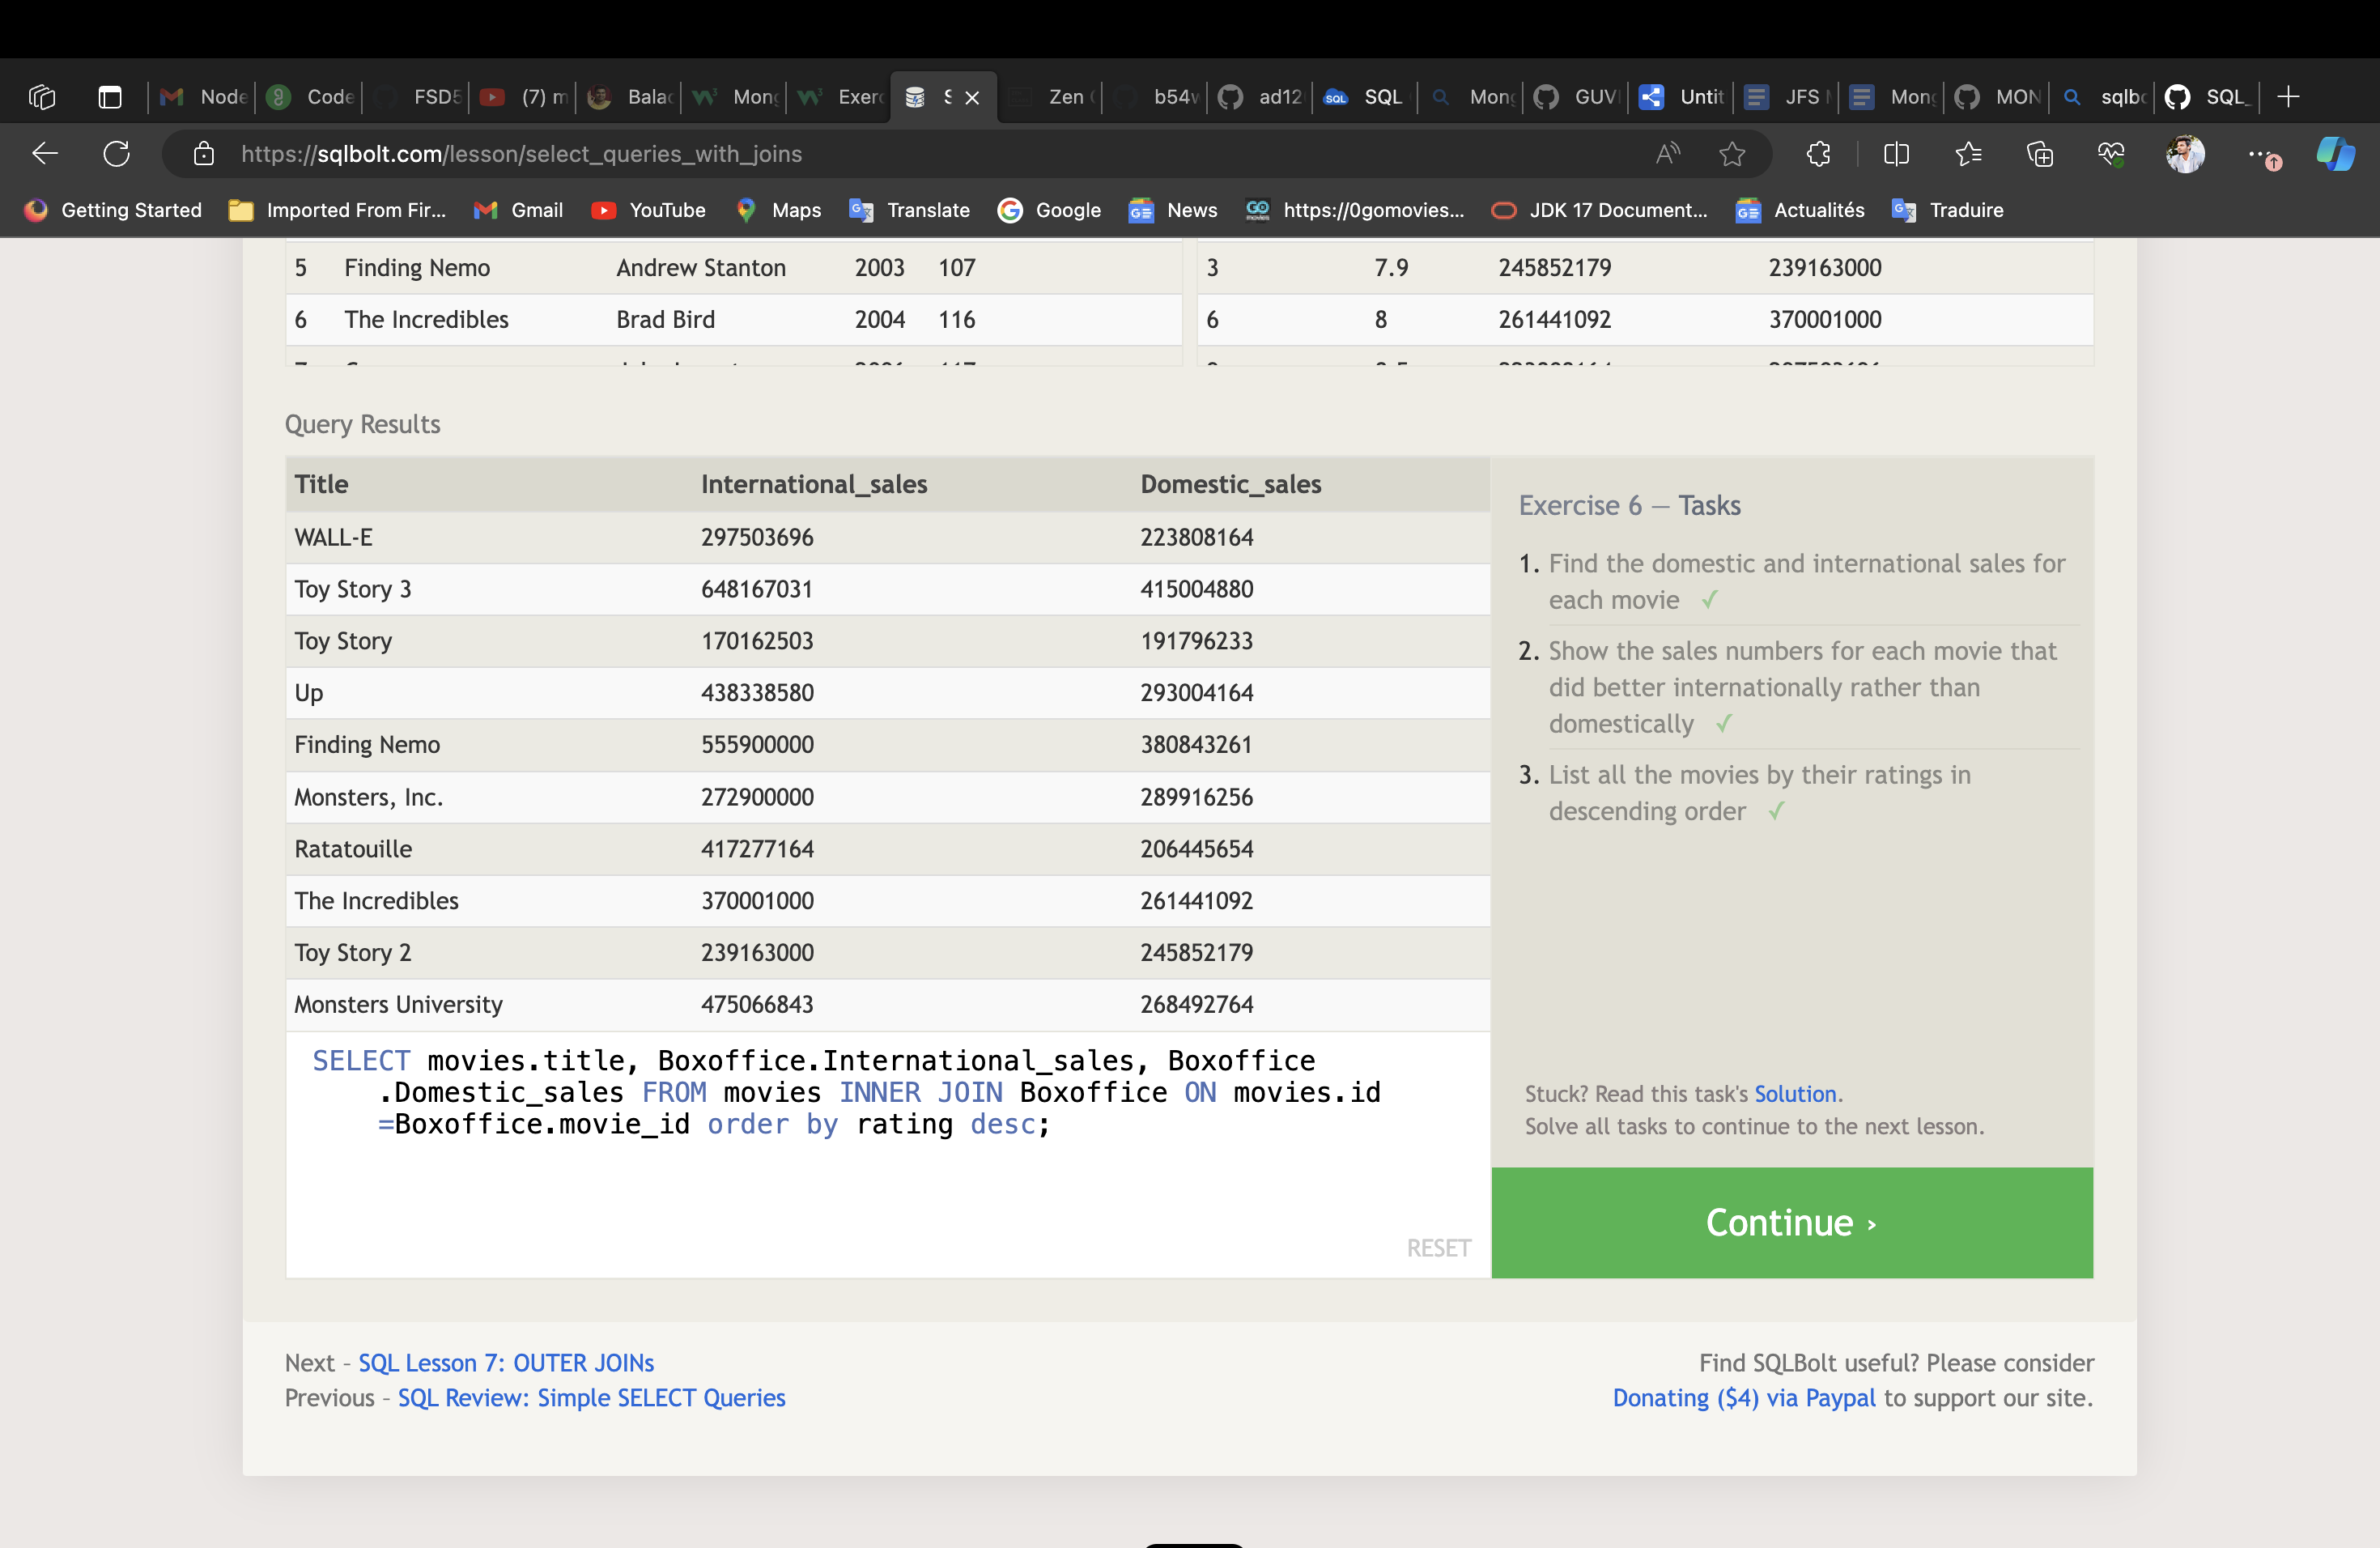 Node
Code
FSD5
(7) m
Balac
Mong
Exerc
S
Zen
b54w
ad12
SQL
Mong
GUVI
Untit
JFS
Mong
MON
sqlbo
SQL_
https://sqlbolt.com/lesson/select_queries_with_joins
Getting Started
Imported From Fir...
Gmail
YouTube
Maps
Translate
Google
News
https://0gomovies...
JDK 17 Document...
Actualités
Traduire
5 Finding Nemo Andrew Stanton 2003 107 3 7.9 245852179 239163000
6 The Incredibles Brad Bird 2004 116 6 8 261441092 370001000
Query Results
Title International_sales Domestic_sales
WALL-E 297503696 223808164
Toy Story 3 648167031 415004880
Toy Story 170162503 191796233
Up 438338580 293004164
Finding Nemo 555900000 380843261
Monsters, Inc. 272900000 289916256
Ratatouille 417277164 206445654
The Incredibles 370001000 261441092
Toy Story 2 239163000 245852179
Monsters University 475066843 268492764
SELECT movies.title, Boxoffice.International_sales, Boxoffice
.Domestic_sales FROM movies INNER JOIN Boxoffice ON movies.id
=Boxoffice.movie_id order by rating desc;
RESET
Exercise 6 — Tasks
1. Find the domestic and international sales for
each movie ✓
2. Show the sales numbers for each movie that
did better internationally rather than
domestically ✓
3. List all the movies by their ratings in
descending order ✓
Stuck? Read this task's Solution.
Solve all tasks to continue to the next lesson.
Continue ›
Next – SQL Lesson 7: OUTER JOINs
Previous – SQL Review: Simple SELECT Queries
Find SQLBolt useful? Please consider
Donating ($4) via Paypal to support our site.